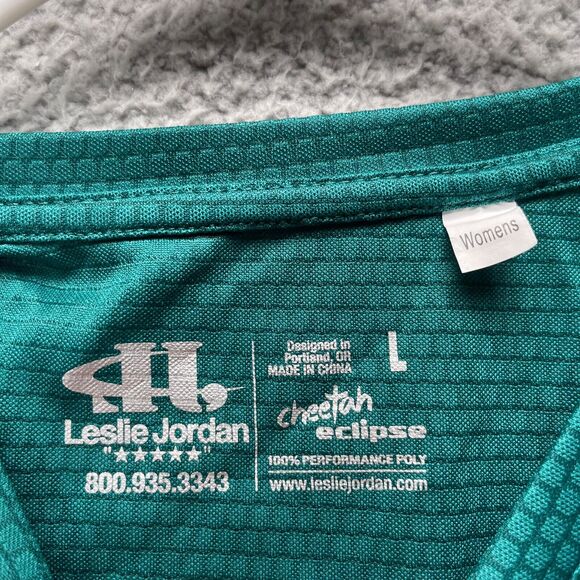 Womens
Leslie Jordan
"★★★★★"
800.935.3343
Designed in
Portland, OR
MADE IN CHINA
L
cheetah
eclipse
100% PERFORMANCE POLY
www.lesliejordan.com